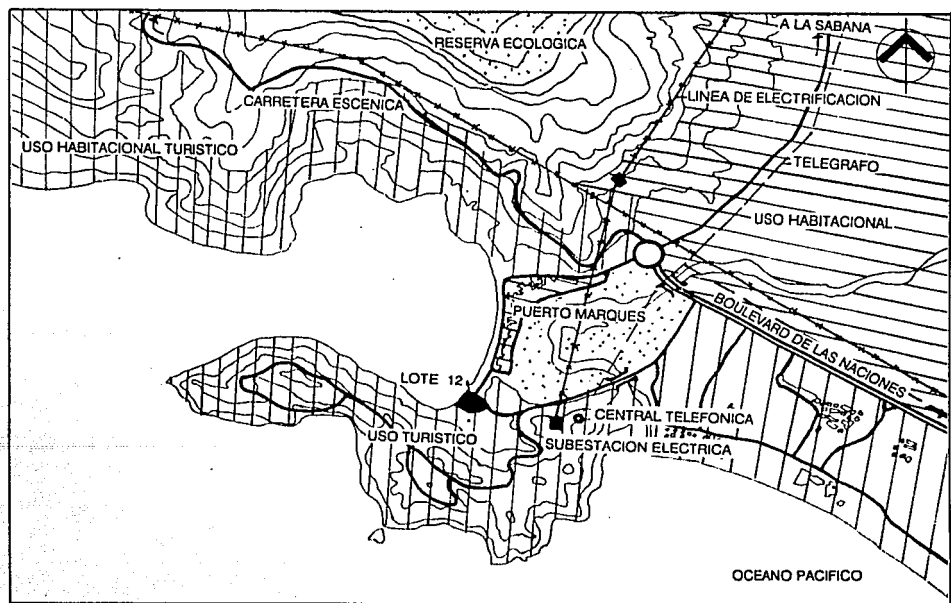 A LA SABANA
RESERVA ECOLOGICA
LINEA DE ELECTRIFICACION
CARRETERA ESCENICA
USO HABITACIONAL TURISTICO
TELEGRAFO
USO HABITACIONAL
PUERTO MARQUES
BOULEVARD DE LAS NACIONES
LOTE 12
CENTRAL TELEFONICA
USO TURISTICO
SUBESTACION ELECTRICA
OCEANO PACIFICO